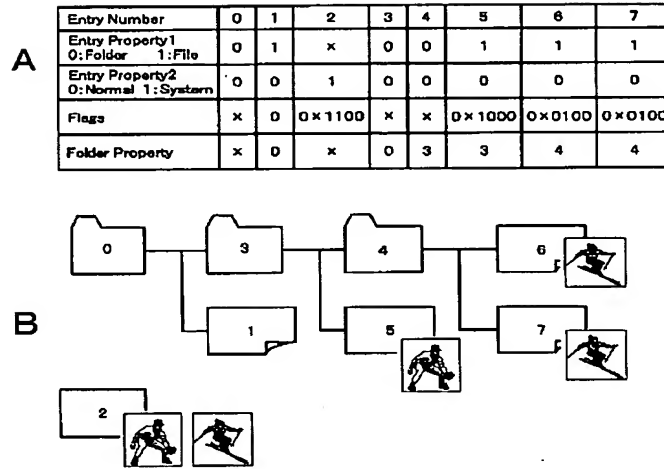 A
Entry Number 0 1 2 3 4 5 6 7
Entry Property1
0:Folder 1:File 0 1 × 0 0 1 1 1
Entry Property2
0:Normal 1:System 0 0 1 0 0 0 0 0
Flags × 0 0×1100 × × 0×1000 0×0100 0×0100
Folder Property × 0 × 0 3 3 4 4
B
0 3 4 6
1 5 7
2